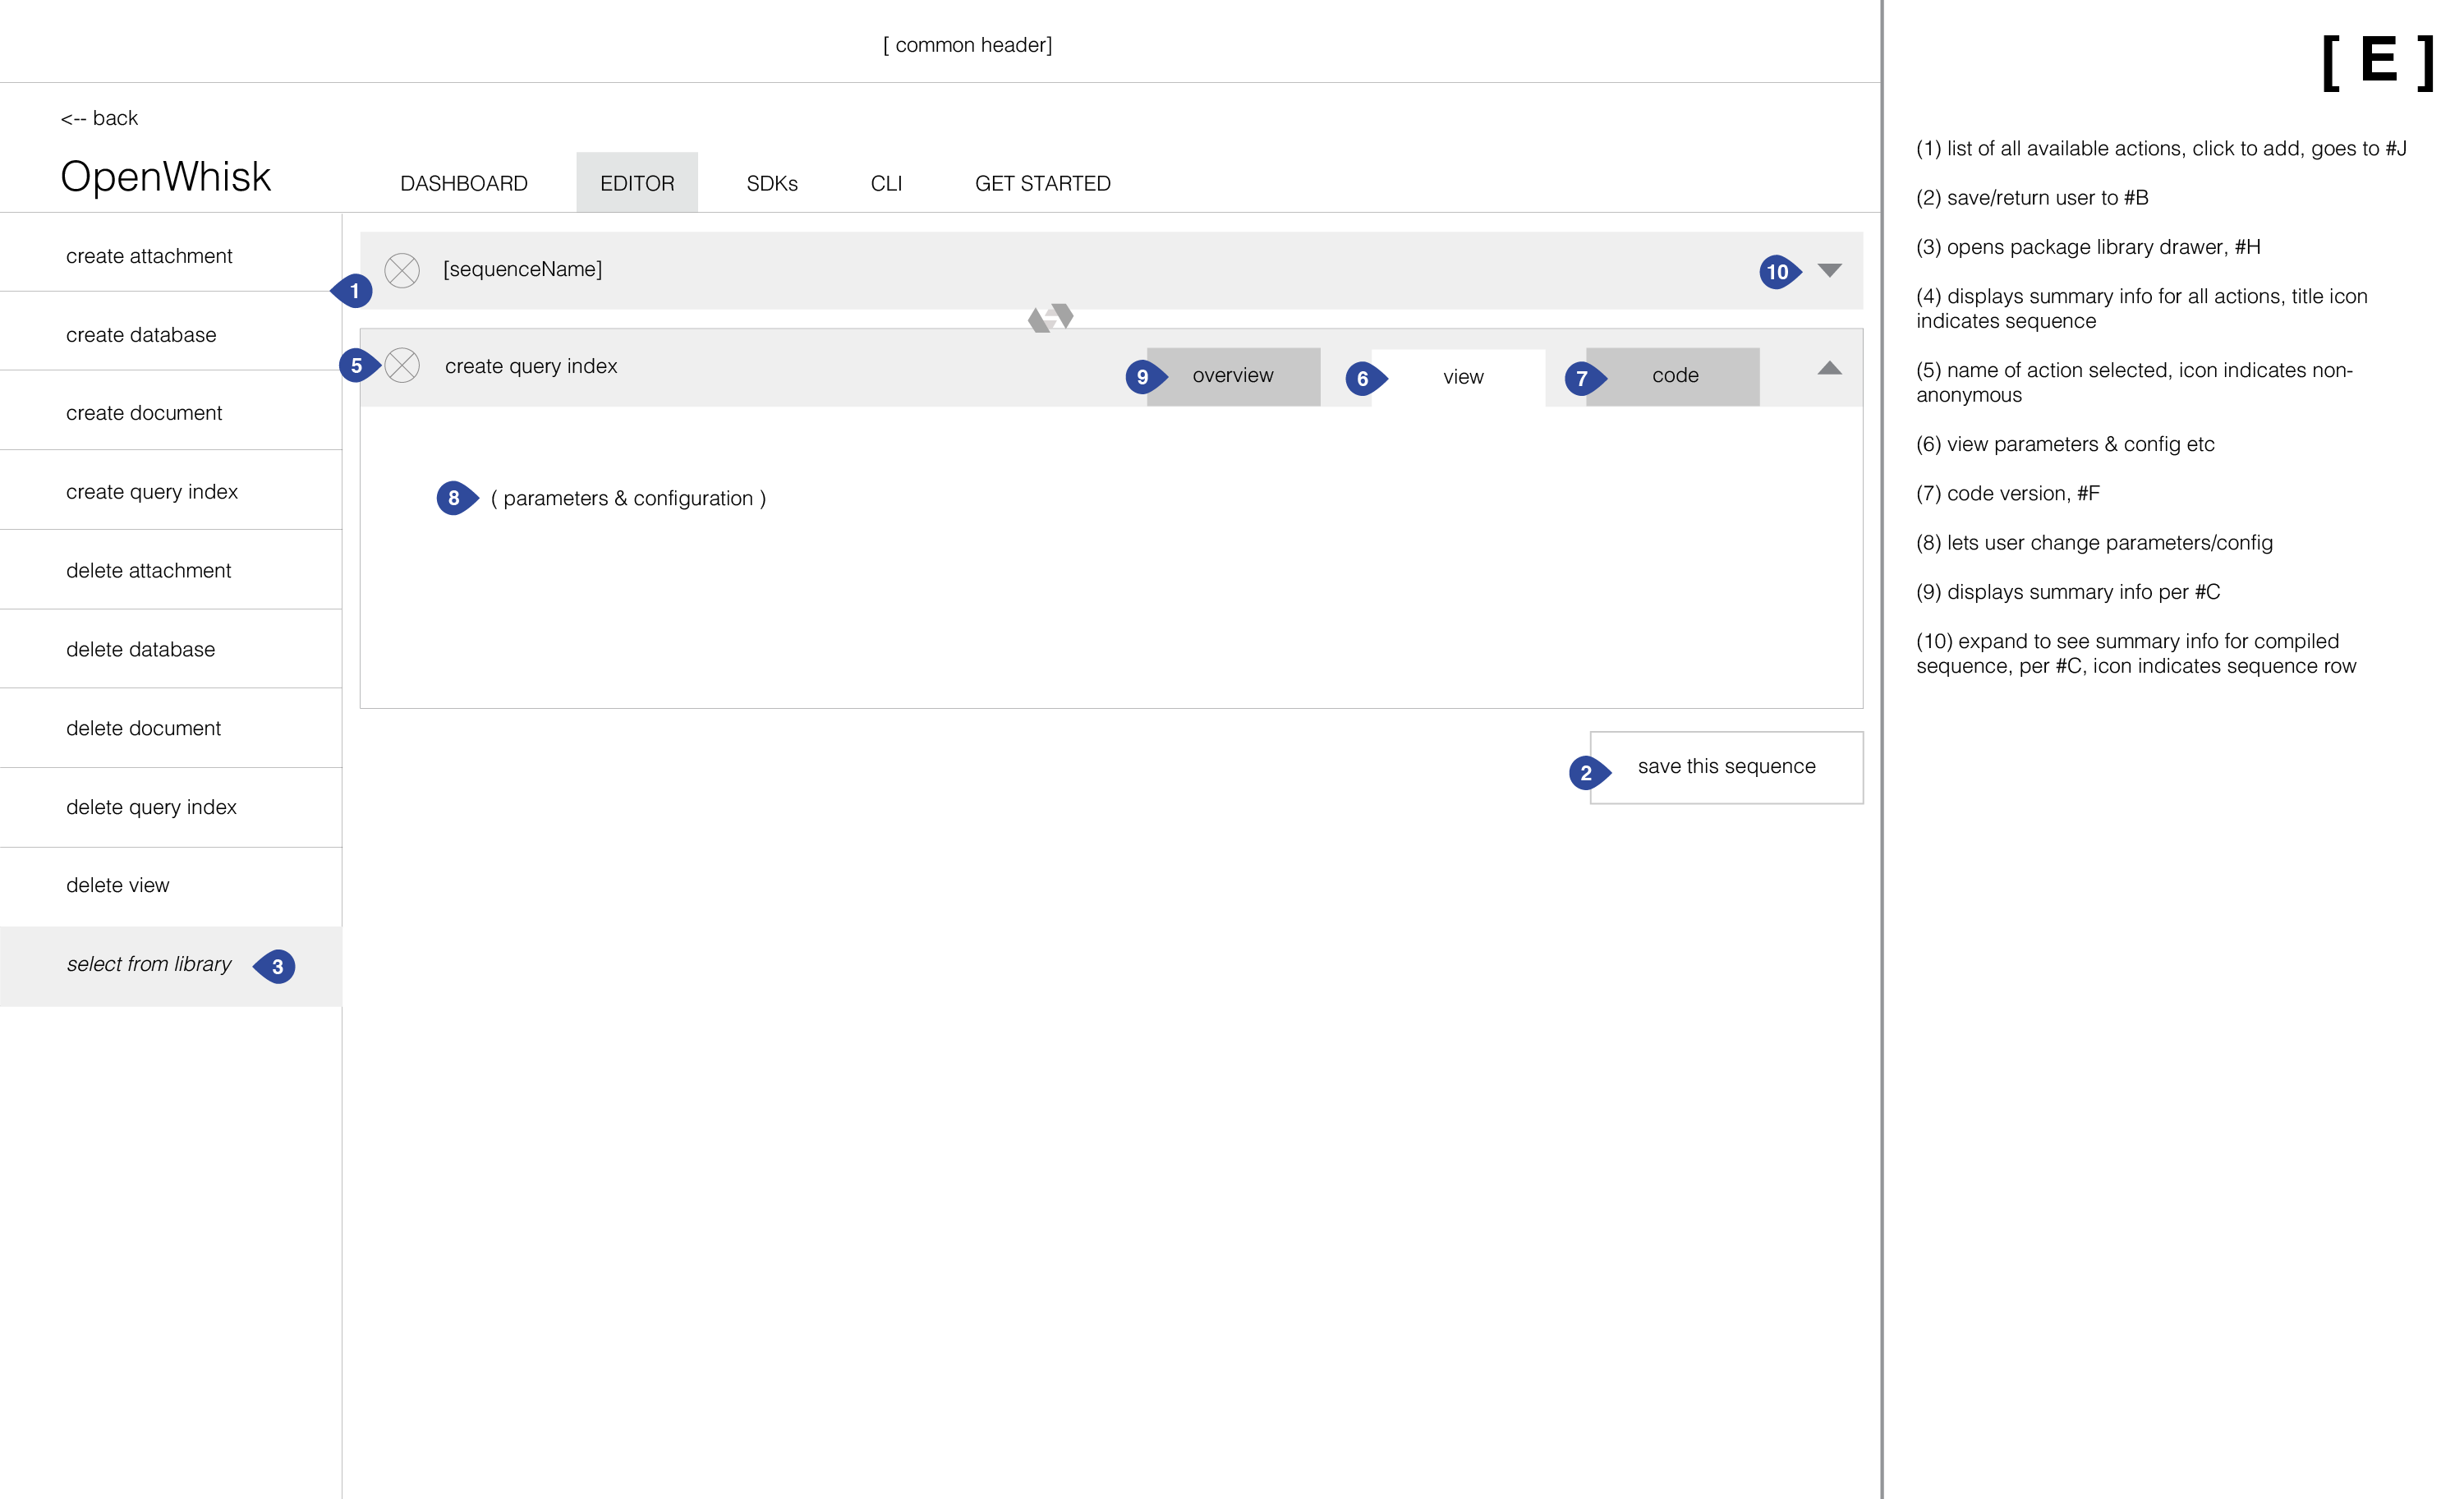 [ common header]
[ E ]
<-- back
OpenWhisk
DASHBOARD
EDITOR
SDKs
CLI
GET STARTED
create attachment
create database
create document
create query index
delete attachment
delete database
delete document
delete query index
delete view
select from library
1
3
[sequenceName]
10
5
create query index
9
overview
6
view
7
code
8
( parameters & configuration )
2
save this sequence
(1) list of all available actions, click to add, goes to #J
(2) save/return user to #B
(3) opens package library drawer, #H
(4) displays summary info for all actions, title icon
indicates sequence
(5) name of action selected, icon indicates non-
anonymous
(6) view parameters & config etc
(7) code version, #F
(8) lets user change parameters/config
(9) displays summary info per #C
(10) expand to see summary info for compiled
sequence, per #C, icon indicates sequence row